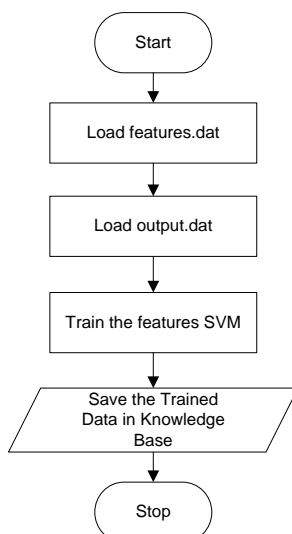 Start
Load features.dat
Load output.dat
Train the features SVM
Save the Trained
Data in Knowledge
Base
Stop